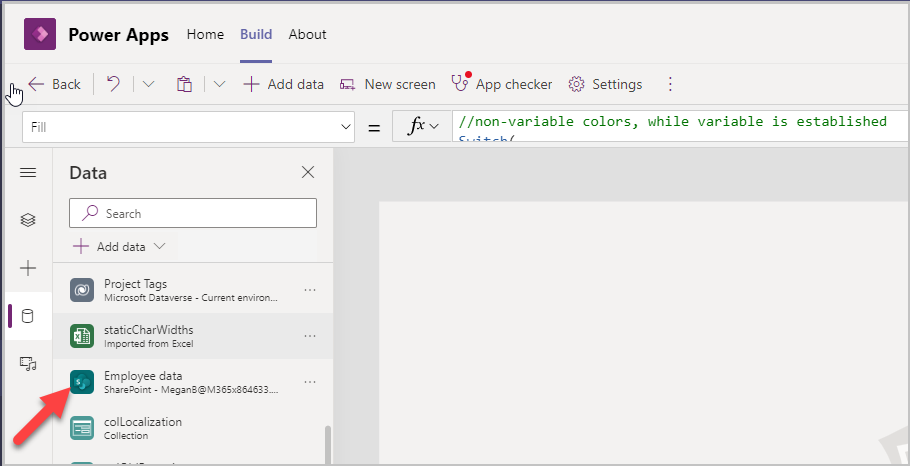 Power Apps Home Build About
Back Add data New screen App checker Settings
Fill = fx //non-variable colors, while variable is established
Switch(
Data
Search
Add data
Project Tags
Microsoft Dataverse - Current environ...
staticCharWidths
Imported from Excel
Employee data
SharePoint - MeganB@M365x864633....
colLocalization
Collection